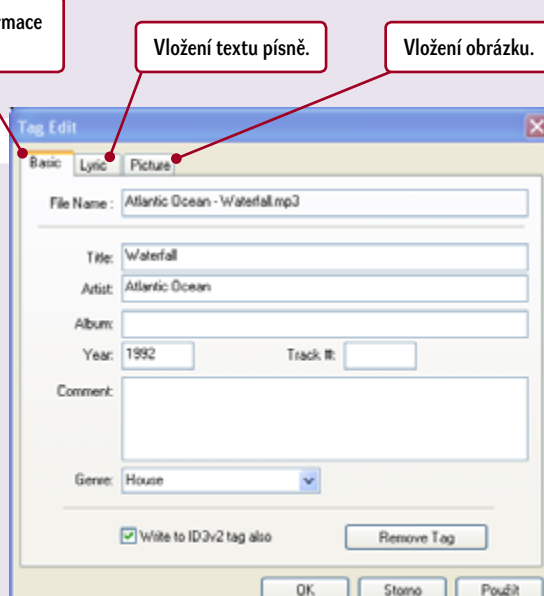 Vložení textu písně.
Vložení obrázku.
Tag Edit
Basic Lyric Picture
File Name : Atlantic Ocean - Waterfall.mp3
Title: Waterfall
Artist: Atlantic Ocean
Album:
Year: 1992 Track #:
Comment:
Genre: House
Write to ID3v2 tag also Remove Tag
OK Storno Použít